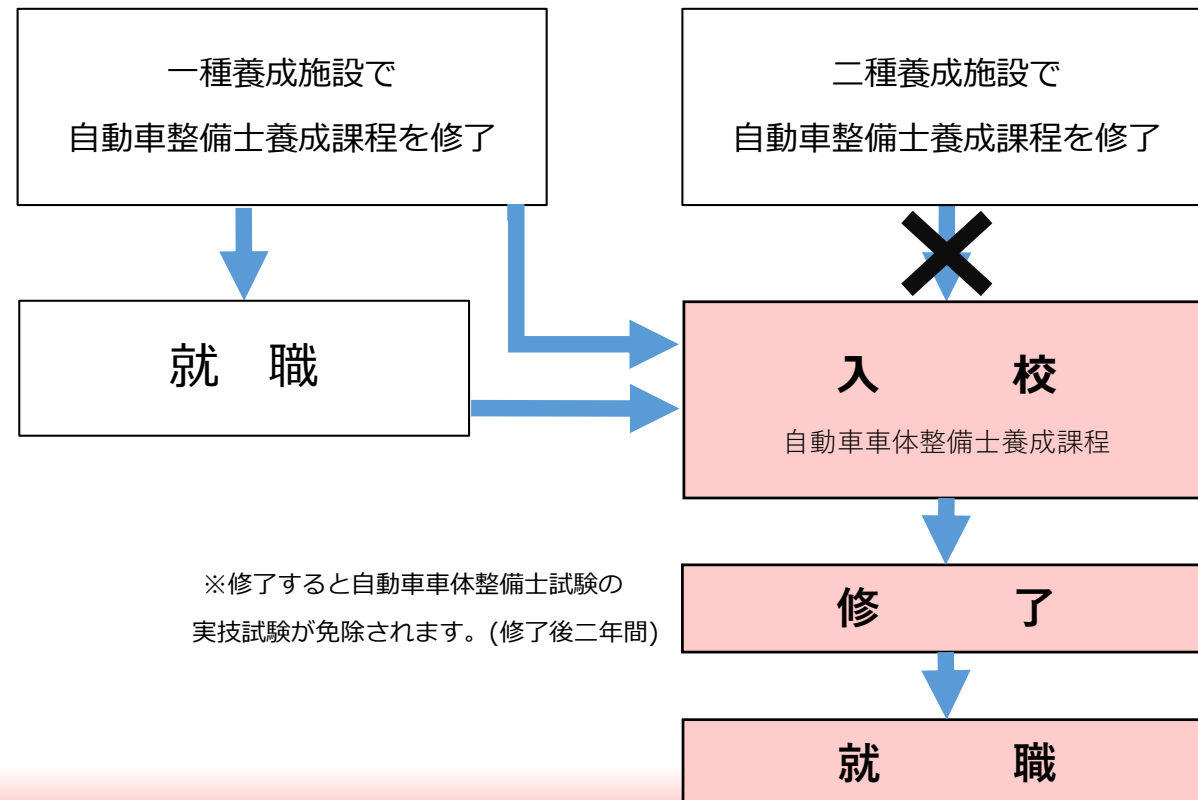 一種養成施設で
自動車整備士養成課程を修了
二種養成施設で
自動車整備士養成課程を修了
就　職
入　校
自動車車体整備士養成課程
※修了すると自動車車体整備士試験の
実技試験が免除されます。(修了後二年間)
修　了
就　職